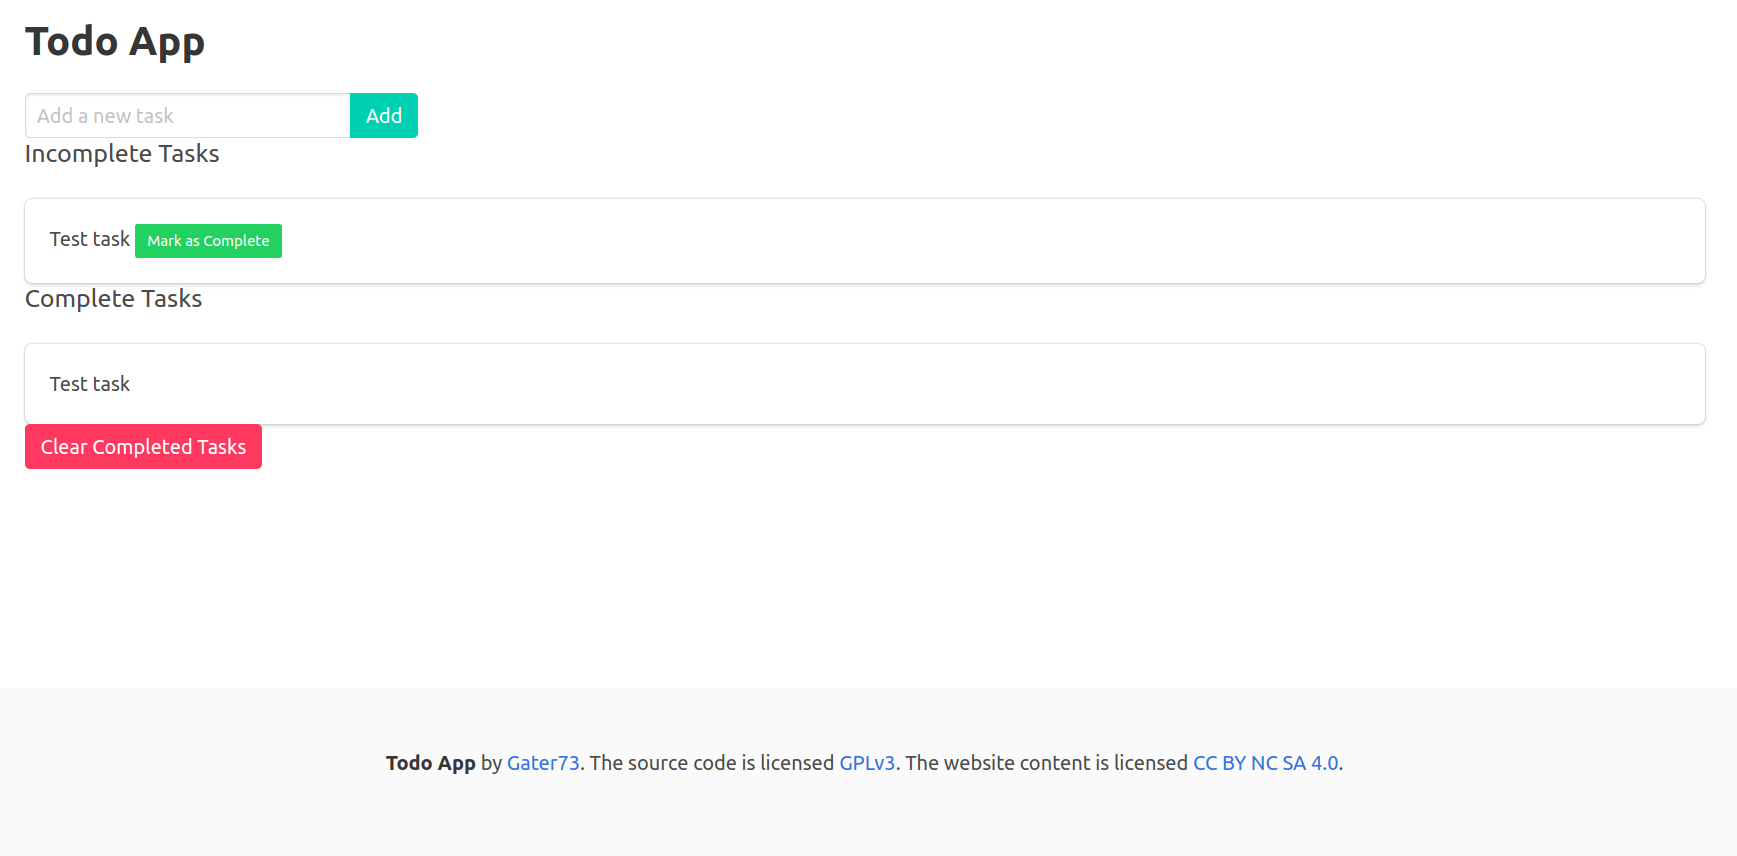 Todo App
Add a new task Add
Incomplete Tasks
Test task Mark as Complete
Complete Tasks
Test task
Clear Completed Tasks
Todo App by Gater73. The source code is licensed GPLv3. The website content is licensed CC BY NC SA 4.0.